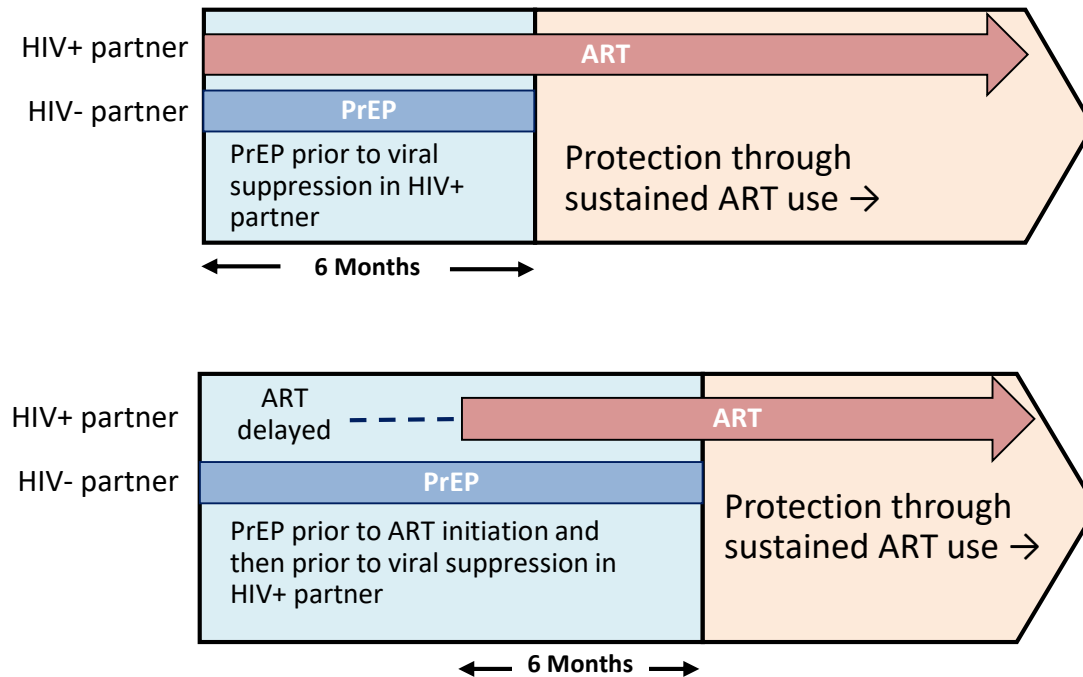 HIV+ partner
ART
HIV- partner
PrEP
PrEP prior to viral
suppression in HIV+
partner
Protection through
sustained ART use →
6 Months
HIV+ partner
ART
delayed
ART
HIV- partner
PrEP
PrEP prior to ART initiation and
then prior to viral suppression in
HIV+ partner
Protection through
sustained ART use →
6 Months